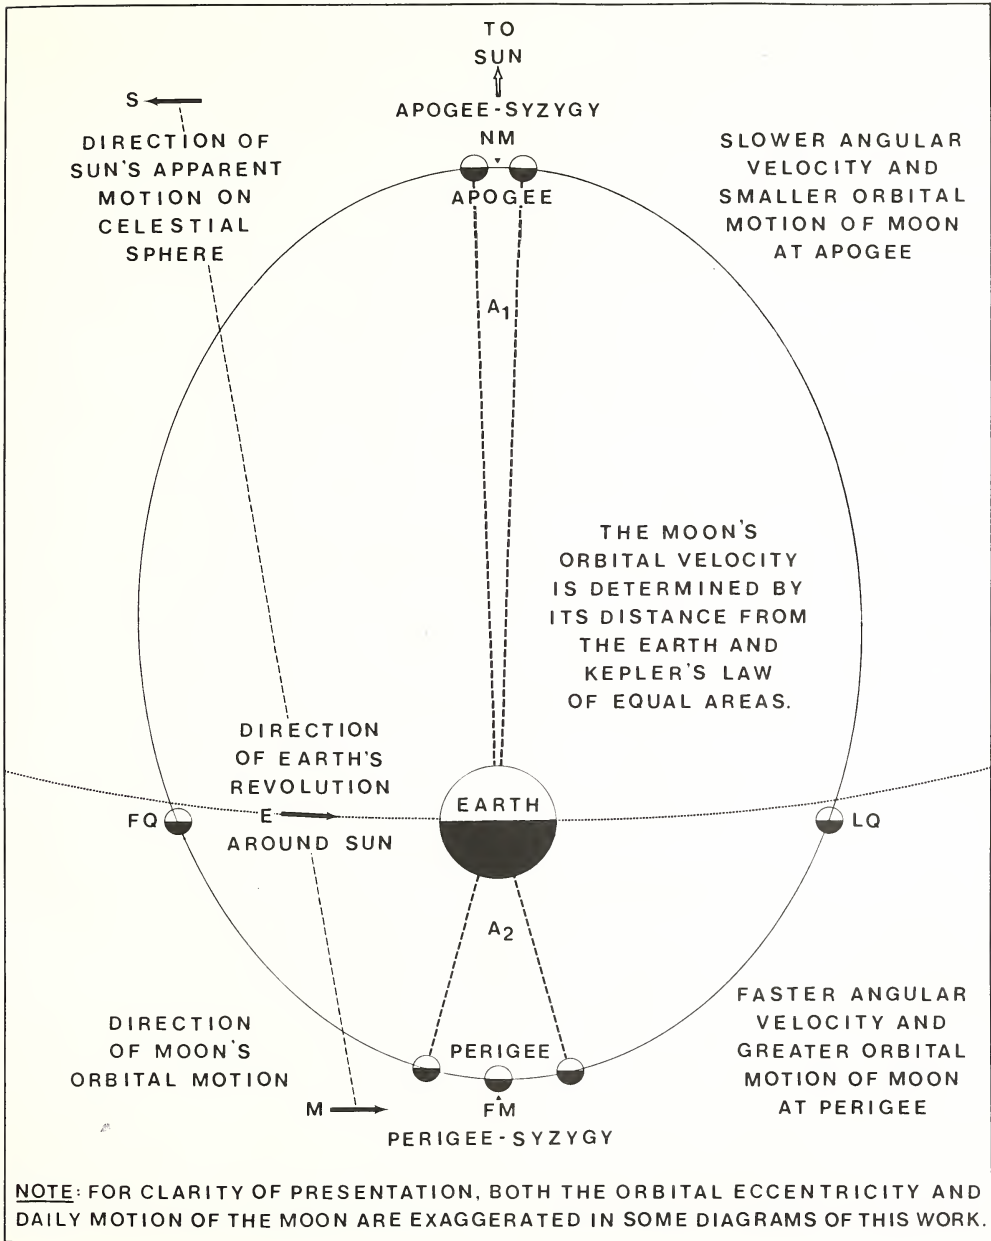 TO
SUN
APOGEE-SYZYGY
NM
APOGEE
S
DIRECTION OF
SUN'S APPARENT
MOTION ON
CELESTIAL
SPHERE
SLOWER ANGULAR
VELOCITY AND
SMALLER ORBITAL
MOTION OF MOON
AT APOGEE
A1
THE MOON'S
ORBITAL VELOCITY
IS DETERMINED BY
ITS DISTANCE FROM
THE EARTH AND
KEPLER'S LAW
OF EQUAL AREAS.
DIRECTION
OF EARTH'S
REVOLUTION
E
AROUND SUN
EARTH
FQ
LQ
A2
DIRECTION
OF MOON'S
ORBITAL MOTION
M
PERIGEE
FM
PERIGEE-SYZYGY
FASTER ANGULAR
VELOCITY AND
GREATER ORBITAL
MOTION OF MOON
AT PERIGEE
NOTE: FOR CLARITY OF PRESENTATION, BOTH THE ORBITAL ECCENTRICITY AND
DAILY MOTION OF THE MOON ARE EXAGGERATED IN SOME DIAGRAMS OF THIS WORK.